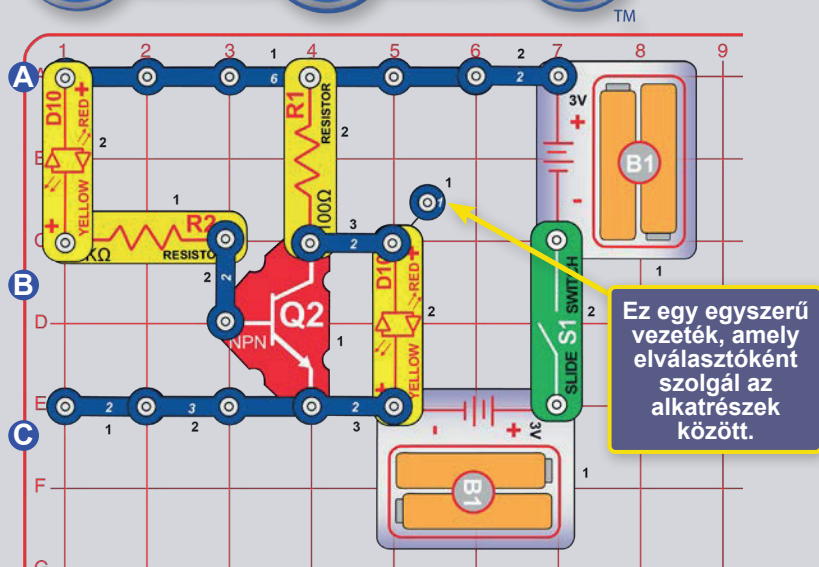 TM
1 2 3 4 5 6 7 8 9
1 2
A 6 2
D10 + RED R1 RESISTOR 100Ω 3V + - B1
2 2
B
YELLOW +
1 1
R2 1
KΩ RESISTO
C 3 2
2 2
D10 + RED
B
Q2
NPN
D
1 2
S1 SLIDE SWITCH 2
1
YELLOW +
E 2 3 2
1 2 3
C
- + 3V
B1 1
F
Ez egy egyszerű
vezeték, amely
elválasztóként
szolgál az
alkatrészek
között.